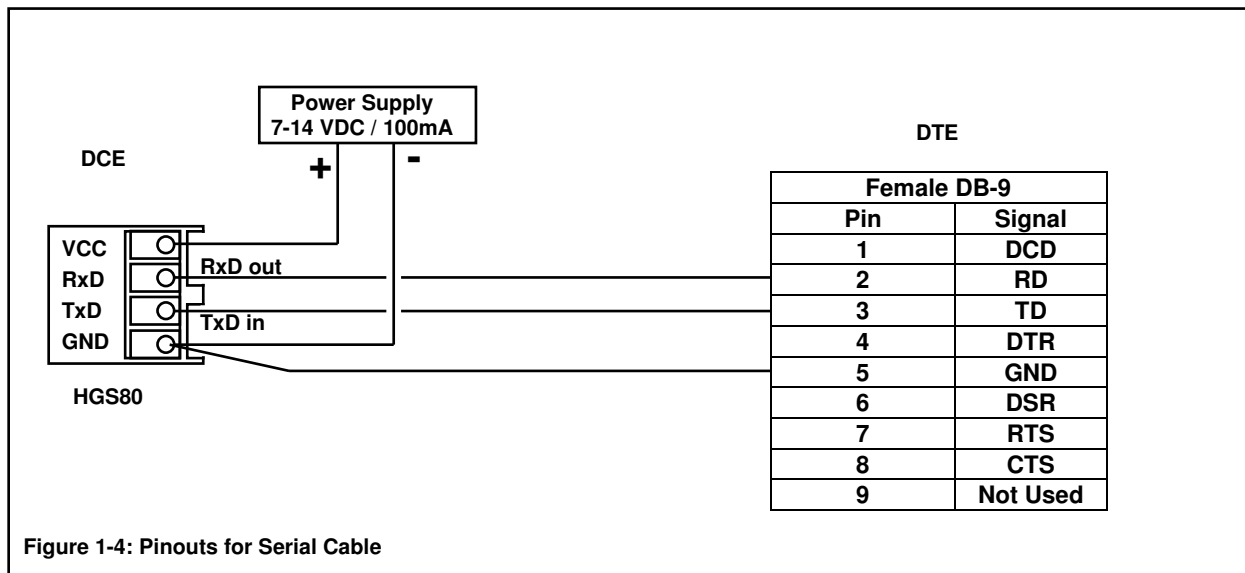 Power Supply
7-14 VDC / 100mA
DTE
DCE
+ -
VCC
RxD
TxD
GND
RxD out
TxD in
HGS80
Female DB-9
Pin Signal
1 DCD
2 RD
3 TD
4 DTR
5 GND
6 DSR
7 RTS
8 CTS
9 Not Used
Figure 1-4: Pinouts for Serial Cable